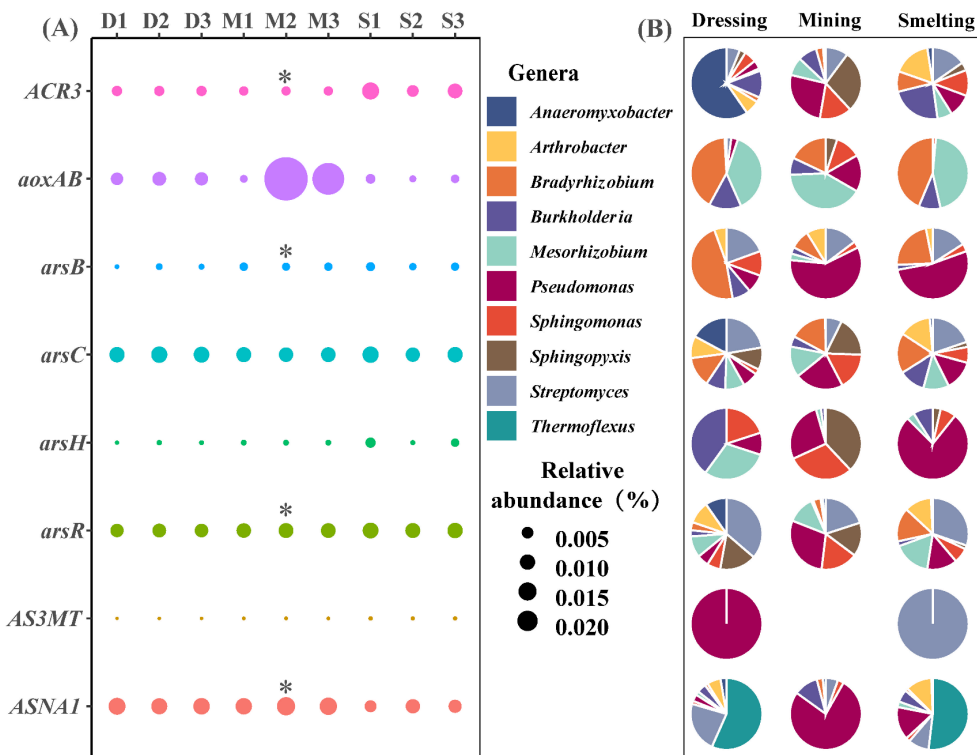 (A)
D1 D2 D3 M1 M2 M3 S1 S2 S3
ACR3
*
aoxAB
arsB
*
arsC
arsH
arsR
*
AS3MT
ASNA1
*
Genera
Anaeromyxobacter
Arthrobacter
Bradyrhizobium
Burkholderia
Mesorhizobium
Pseudomonas
Sphingomonas
Sphingopyxis
Streptomyces
Thermoflexus
Relative
abundance（%）
0.005
0.010
0.015
0.020
(B)
Dressing Mining Smelting